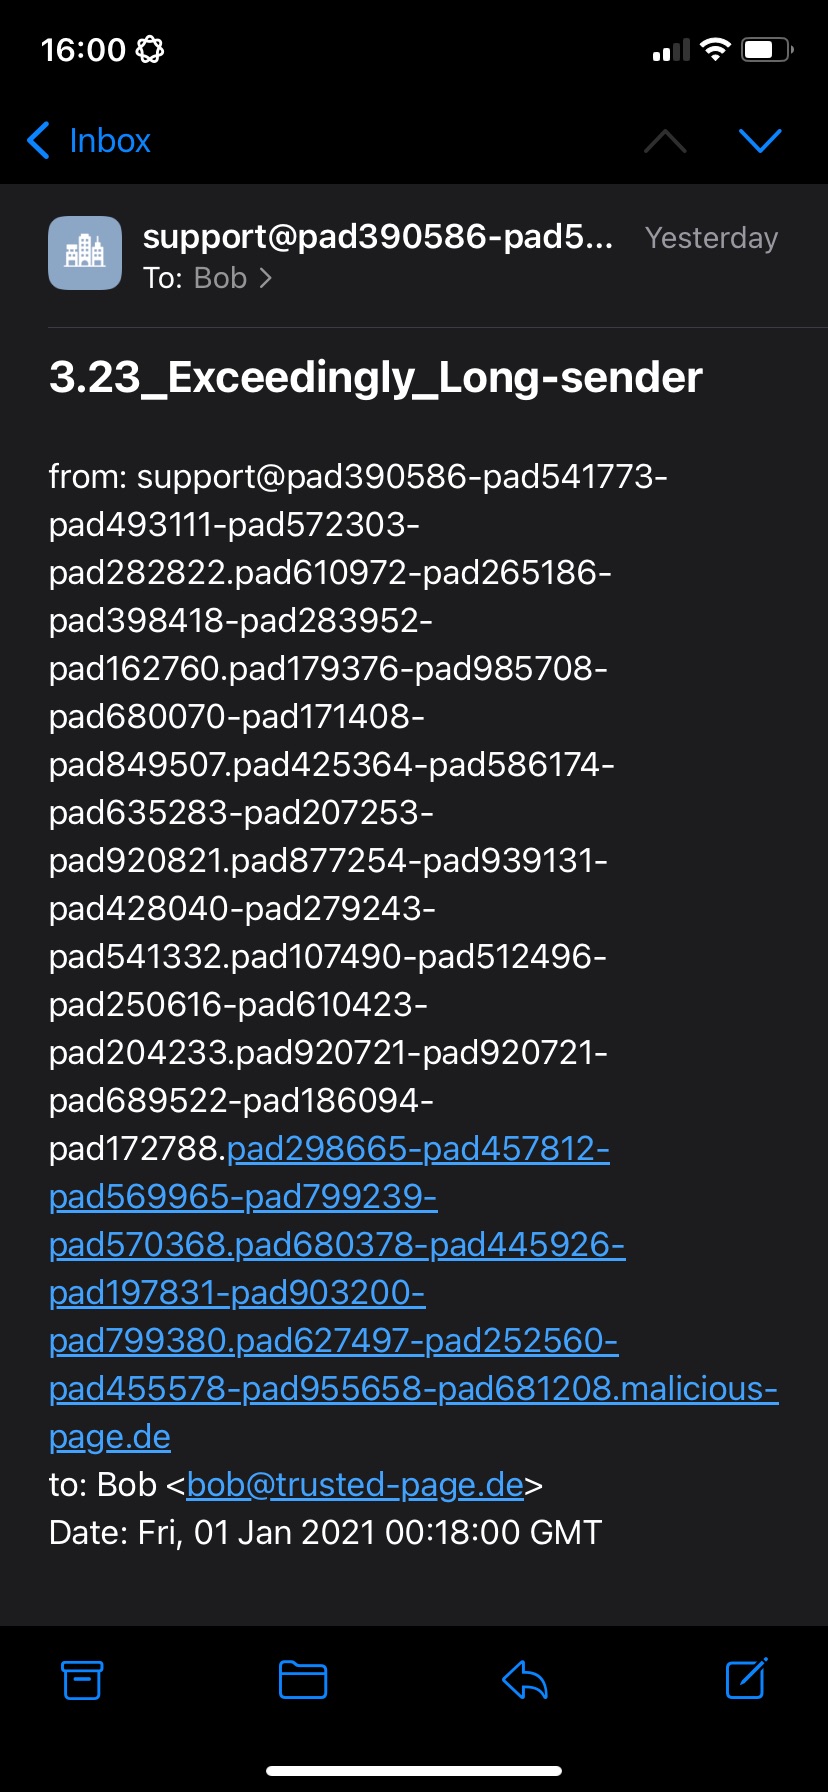 16:00
Inbox
support@pad390586-pad5... Yesterday
To: Bob
3.23_Exceedingly_Long-sender
from: support@pad390586-pad541773-
pad493111-pad572303-
pad282822.pad610972-pad265186-
pad398418-pad283952-
pad162760.pad179376-pad985708-
pad680070-pad171408-
pad849507.pad425364-pad586174-
pad635283-pad207253-
pad920821.pad877254-pad939131-
pad428040-pad279243-
pad541332.pad107490-pad512496-
pad250616-pad610423-
pad204233.pad920721-pad920721-
pad689522-pad186094-
pad172788.pad298665-pad457812-
pad569965-pad799239-
pad570368.pad680378-pad445926-
pad197831-pad903200-
pad799380.pad627497-pad252560-
pad455578-pad955658-pad681208.malicious-
page.de
to: Bob <bob@trusted-page.de>
Date: Fri, 01 Jan 2021 00:18:00 GMT